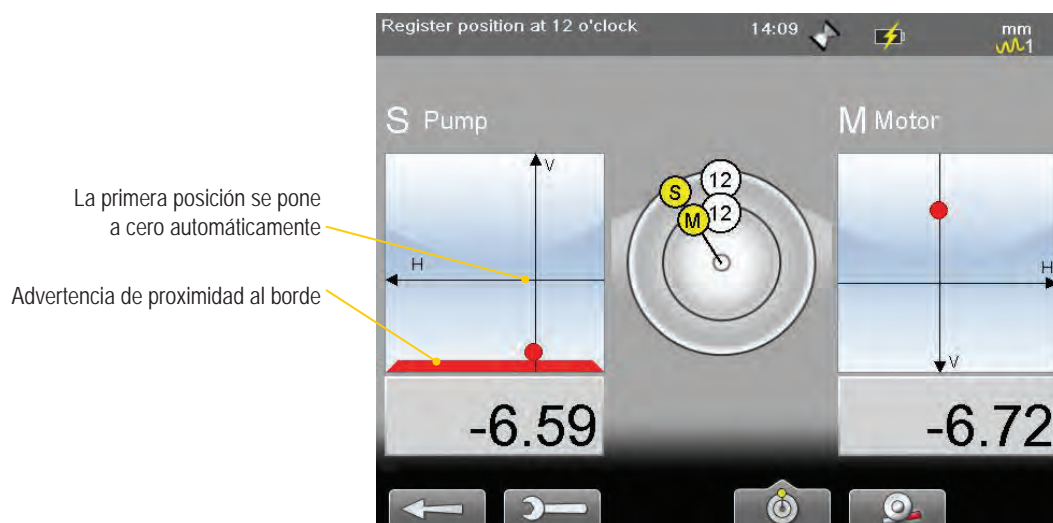 Register position at 12 o'clock
14:09
mm
1
S Pump
M Motor
V
H
S
12
M
12
H
V
La primera posición se pone
a cero automáticamente
Advertencia de proximidad al borde
-6.59
-6.72